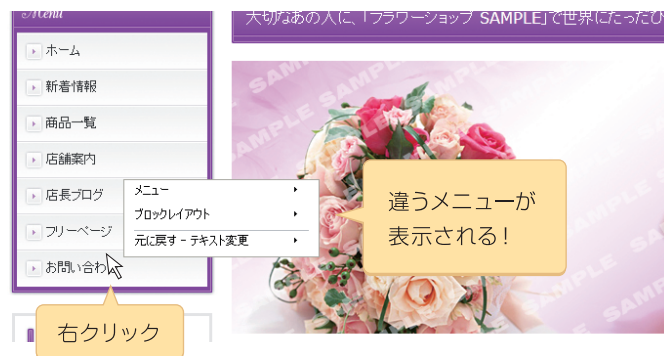 Menu
大切なあの人に、「フラワーショップ SAMPLE」で世界にたったひ
ホーム
新着情報
商品一覧
店舗案内
店長ブログ
フリーページ
お問い合わ
メニュー
ブロックレイアウト
元に戻す - テキスト変更
違うメニューが
表示される！
右クリック
SAMPLE
SAMPLE
SAMPLE
SAMPLE